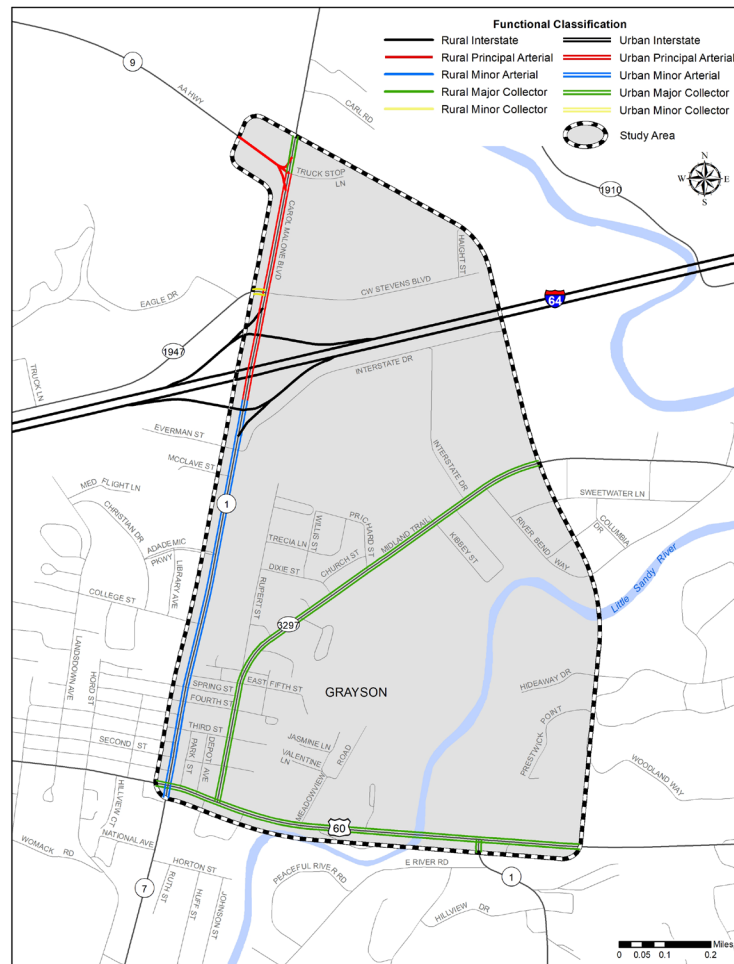 Functional Classification
Rural Interstate
Urban Interstate
Rural Principal Arterial
Urban Principal Arterial
Rural Minor Arterial
Urban Minor Arterial
Rural Major Collector
Urban Major Collector
Rural Minor Collector
Urban Minor Collector
Study Area
9
AA HWY
CARL RD
N
W E
S
TRUCK STOP
LN
1910
CAROL MALONE BLVD
HAIGHT ST
EAGLE DR
CW STEVENS BLVD
64
1947
TRUCK LN
INTERSTATE DR
EVERMAN ST
MCCLAVE ST
INTERSTATE DR
MED FLIGHT LN
CHRISTIAN DR
1
SWEETWATER LN
COLUMBIA
DR
RIVER BEND WAY
PRICHARD ST
WILLIS ST
TRECIA LN
MIDLAND TRAIL
KIBBEY ST
ADADEMIC
PKWY
LIBRARY AVE
CHURCH ST
DIXIE ST
RUPERT ST
COLLEGE ST
Little Sandy River
3297
LANDSDOWN AVE
HORD ST
SPRING ST
EAST FIFTH ST
FOURTH ST
GRAYSON
HIDEAWAY DR
THIRD ST
SECOND ST
PARK ST
DEPOT AVE
JASMINE LN
VALENTINE
LN
MEADOWVIEW
ROAD
PRESTWICK
POINT
WOODLAND WAY
HILLVIEW CT
60
NATIONAL AVE
WOMACK RD
HORTON ST
PEACEFUL RIVER RD
E RIVER RD
1
7
RUTH ST
HUFF ST
JOHNSON ST
HILLVIEW DR
Miles
0 0.05 0.1 0.2